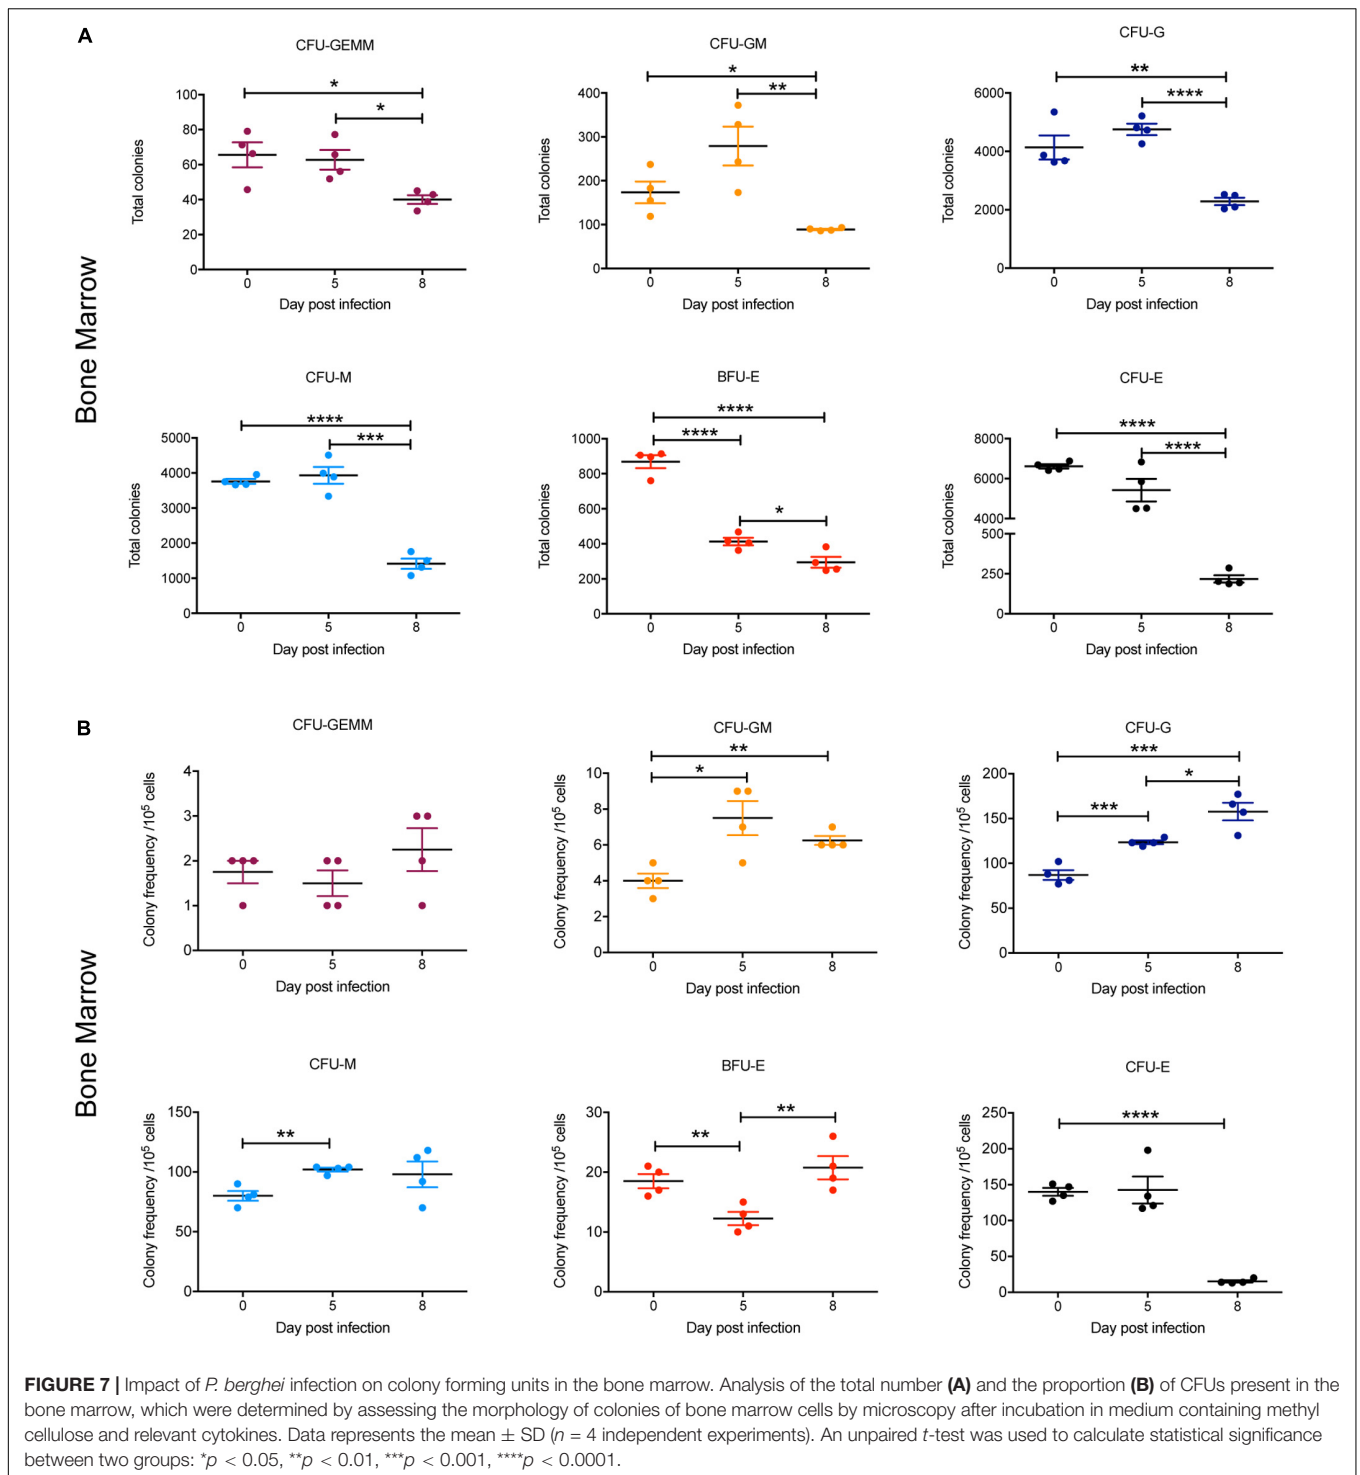 A
CFU-GEMM
CFU-GM
CFU-G
*
*
*
**
**
****
Total colonies
100
80
60
40
20
0
0 5 8
Day post infection
Total colonies
400
300
200
100
0
0 5 8
Day post infection
Total colonies
6000
4000
2000
0
0 5 8
Day post infection
Bone Marrow
CFU-M
BFU-E
CFU-E
****
***
****
****
*
****
****
Total colonies
5000
4000
3000
2000
1000
0
0 5 8
Day post infection
Total colonies
1000
800
600
400
200
0
0 5 8
Day post infection
Total colonies
8000
6000
4000
500
250
0
0 5 8
Day post infection
B
CFU-GEMM
CFU-GM
CFU-G
**
*
***
*
***
Colony frequency /10⁵ cells
4
3
2
1
0
0 5 8
Day post infection
Colony frequency /10⁵ cells
10
8
6
4
2
0
0 5 8
Day post infection
Colony frequency /10⁵ cells
200
150
100
50
0
0 5 8
Day post infection
Bone Marrow
CFU-M
BFU-E
CFU-E
**
**
**
****
Colony frequency /10⁵ cells
150
100
50
0
0 5 8
Day post infection
Colony frequency /10⁵ cells
30
20
10
0
0 5 8
Day post infection
Colony frequency /10⁵ cells
250
200
150
100
50
0
0 5 8
Day post infection
FIGURE 7 | Impact of P. berghei infection on colony forming units in the bone marrow. Analysis of the total number (A) and the proportion (B) of CFUs present in the
bone marrow, which were determined by assessing the morphology of colonies of bone marrow cells by microscopy after incubation in medium containing methyl
cellulose and relevant cytokines. Data represents the mean ± SD (n = 4 independent experiments). An unpaired t-test was used to calculate statistical significance
between two groups: *p < 0.05, **p < 0.01, ***p < 0.001, ****p < 0.0001.